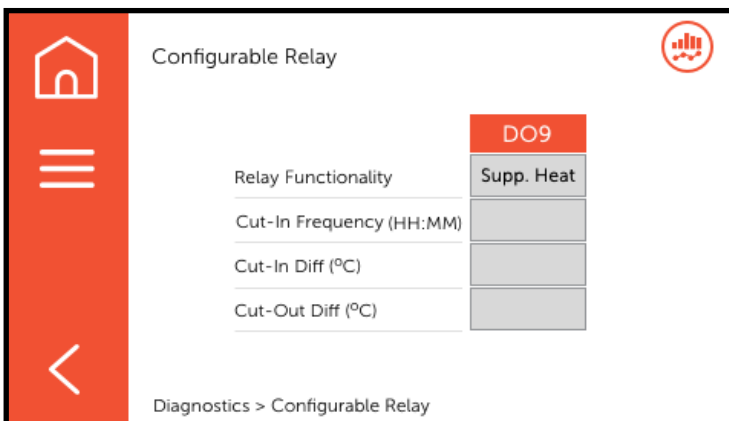 Configurable Relay
DO9
Relay Functionality Supp. Heat
Cut-In Frequency (HH:MM)
Cut-In Diff (ºC)
Cut-Out Diff (ºC)
Diagnostics > Configurable Relay